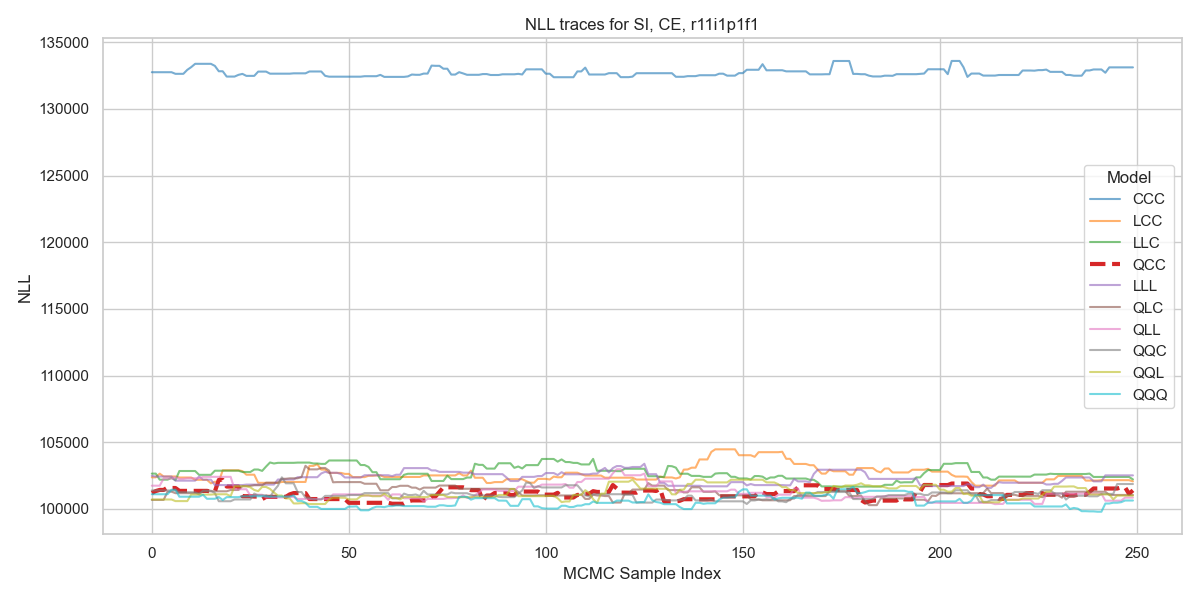 NLL traces for SI, CE, r11i1p1f1
135000
130000
125000
120000
115000
110000
105000
100000
NLL
0
50
100
150
200
250
MCMC Sample Index
Model
CCC
LCC
LLC
QCC
LLL
QLC
QLL
QQC
QQL
QQQ